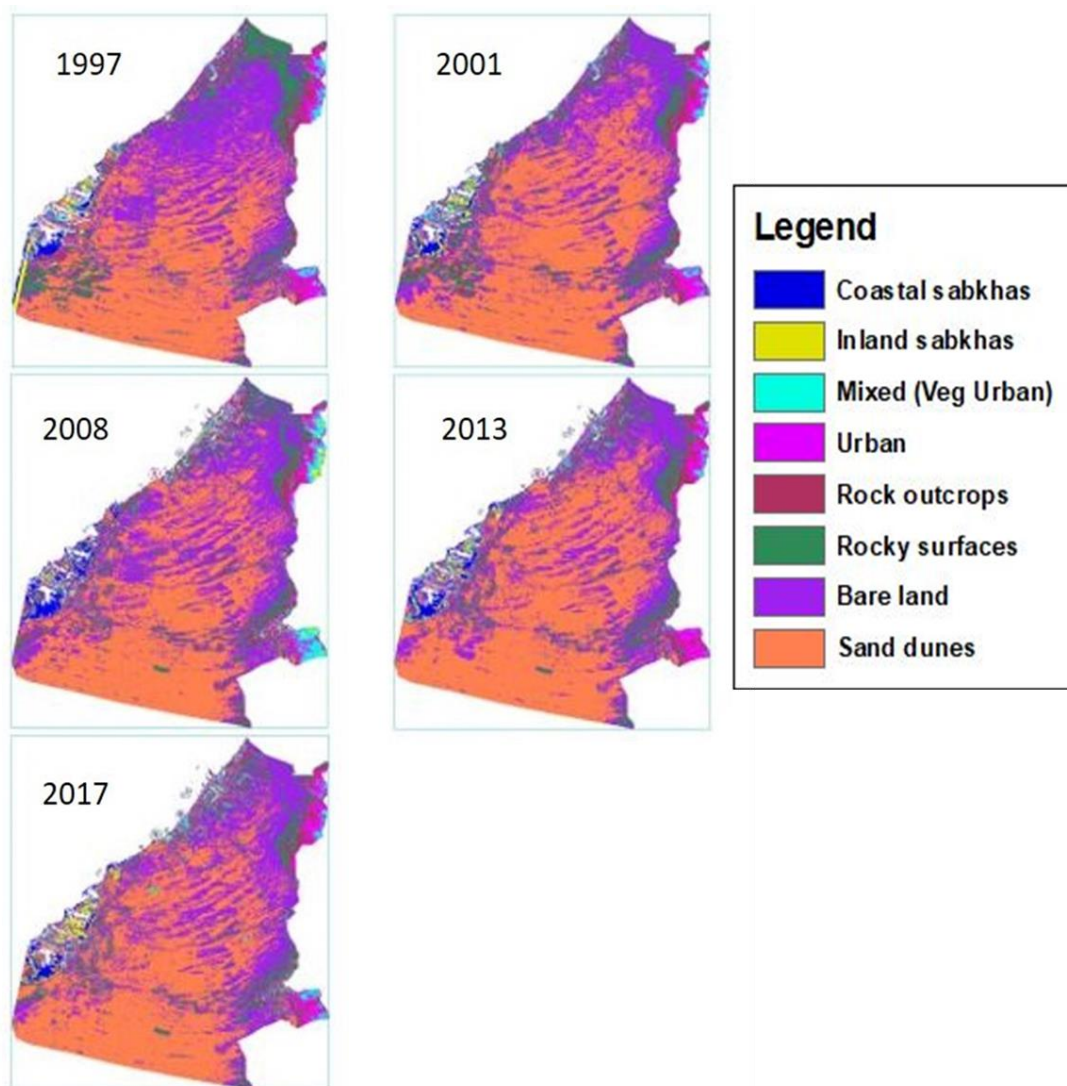 1997
2001
2008
2013
2017
Legend
Coastal sabkhas
Inland sabkhas
Mixed (Veg Urban)
Urban
Rock outcrops
Rocky surfaces
Bare land
Sand dunes